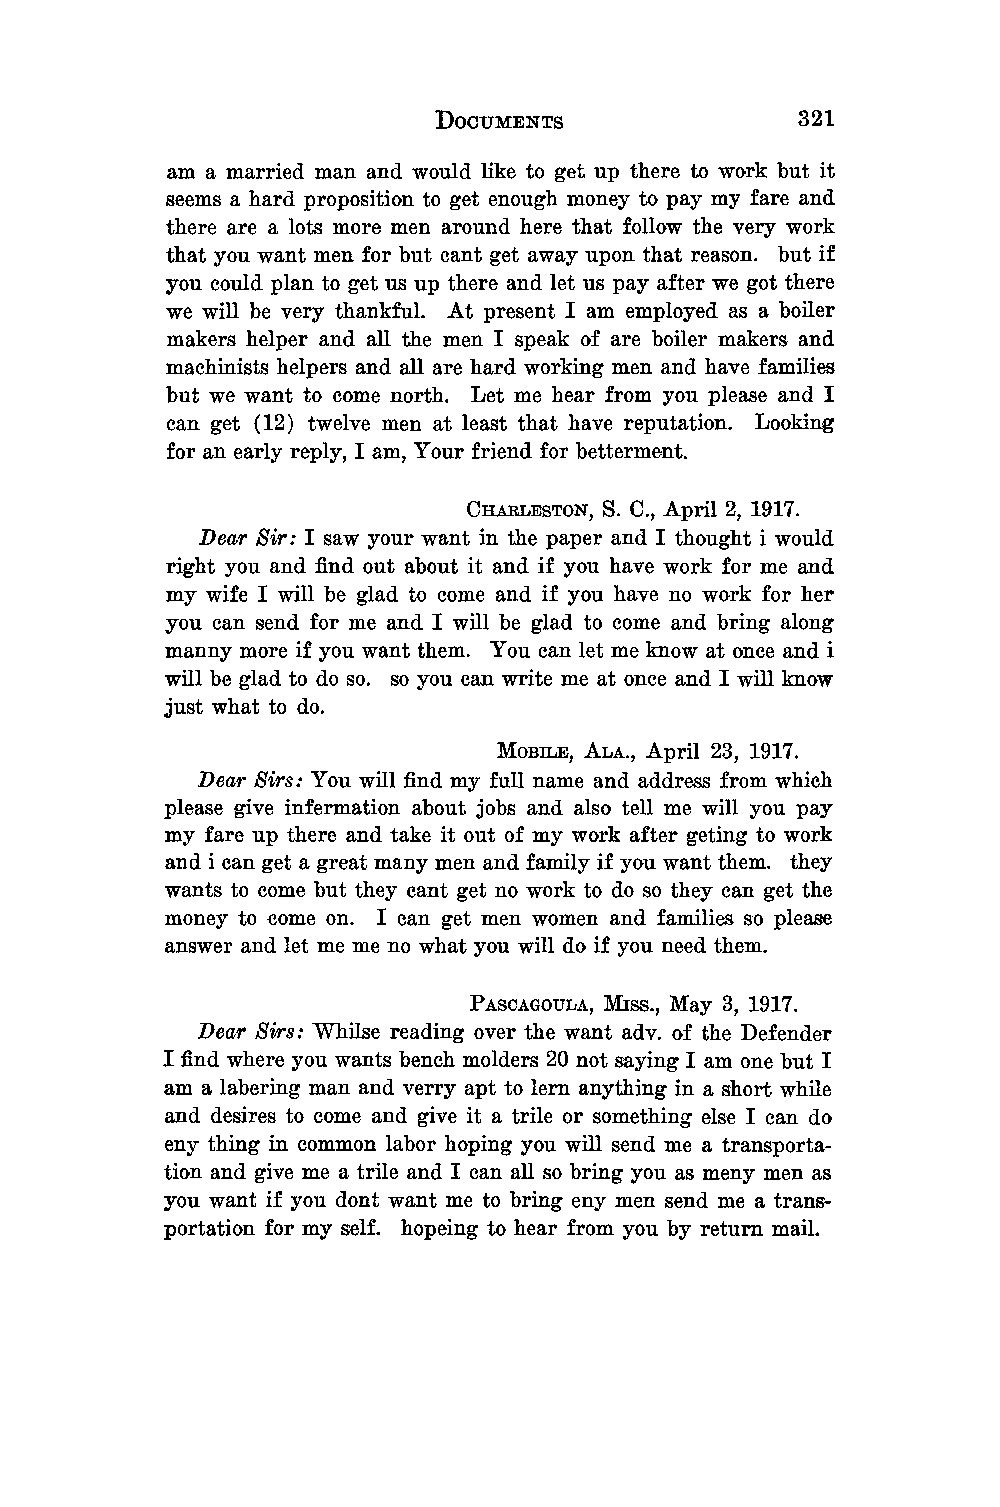 DOCUMENTS 321
am a married man and would like to get up there to work but it
seems a hard proposition to get enough money to pay my fare and
there are a lots more men around here that follow the very work
that you want men for but cant get away upon that reason. but if
you could plan to get us up there and let us pay after we got there
we will be very thankful. At present I am employed as a boiler
makers helper and all the men I speak of are boiler makers and
machinists helpers and all are hard working men and have families
but we want to come north. Let me hear from you please and I
can get (12) twelve men at least that have reputation. Looking
for an early reply, I am, Your friend for betterment.
CHARLESTON, S. C., April 2, 1917.
Dear Sir: I saw your want in the paper and I thought i would
right you and find out about it and if you have work for me and
my wife I will be glad to come and if you have no work for her
you can send for me and I will be glad to come and bring along
manny more if you want them. You can let me know at once and i
will be glad to do so. so you can write me at once and I will know
just what to do.
MOBILE, ALA., April 23, 1917.
Dear Sirs: You will find my full name and address from which
please give infermation about jobs and also tell me will you pay
my fare up there and take it out of my work after geting to work
and i can get a great many men and family if you want them. they
wants to come but they cant get no work to do so they can get the
money to come on. I can get men women and families so please
answer and let me me no what you will do if you need them.
PASCAGOULA, MISS., May 3, 1917.
Dear Sirs: Whilse reading over the want adv. of the Defender
I find where you wants bench molders 20 not saying I am one but I
am a labering man and verry apt to lern anything in a short while
and desires to come and give it a trile or something else I can do
eny thing in common labor hoping you will send me a transporta-
tion and give me a trile and I can all so bring you as meny men as
you want if you dont want me to bring eny men send me a trans-
portation for my self. hopeing to hear from you by return mail.